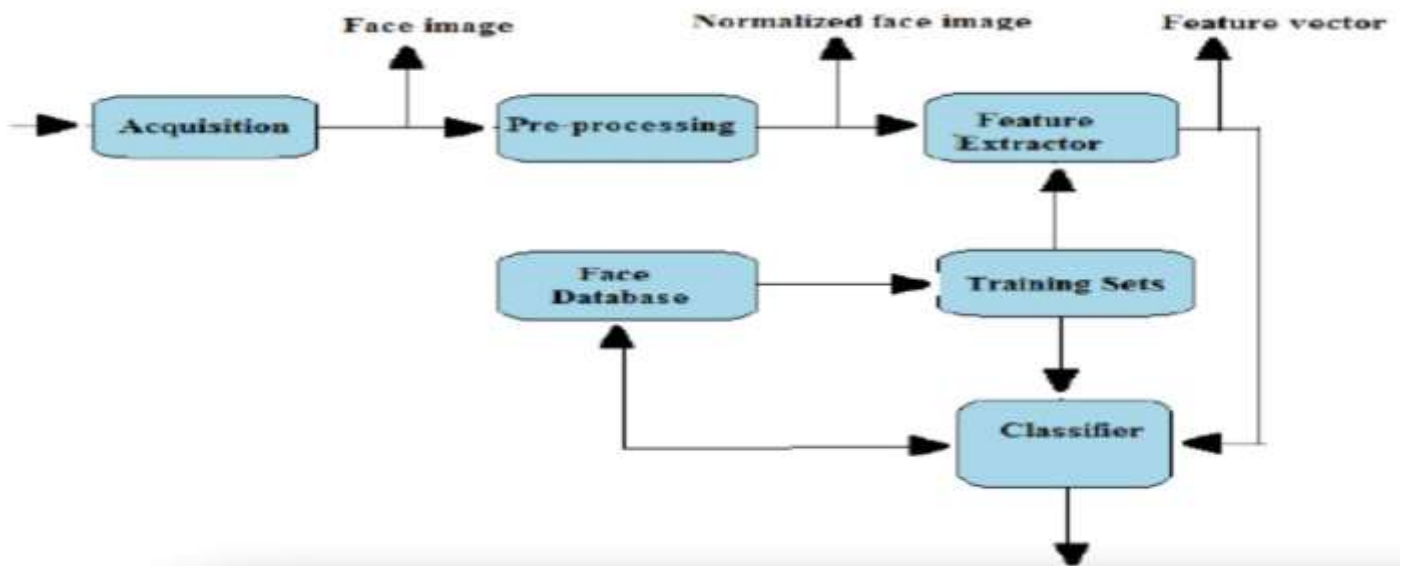 Face image
Normalized face image
Feature vector
Acquisition
Pre-processing
Feature
Extractor
Face
Database
Training Sets
Classifier